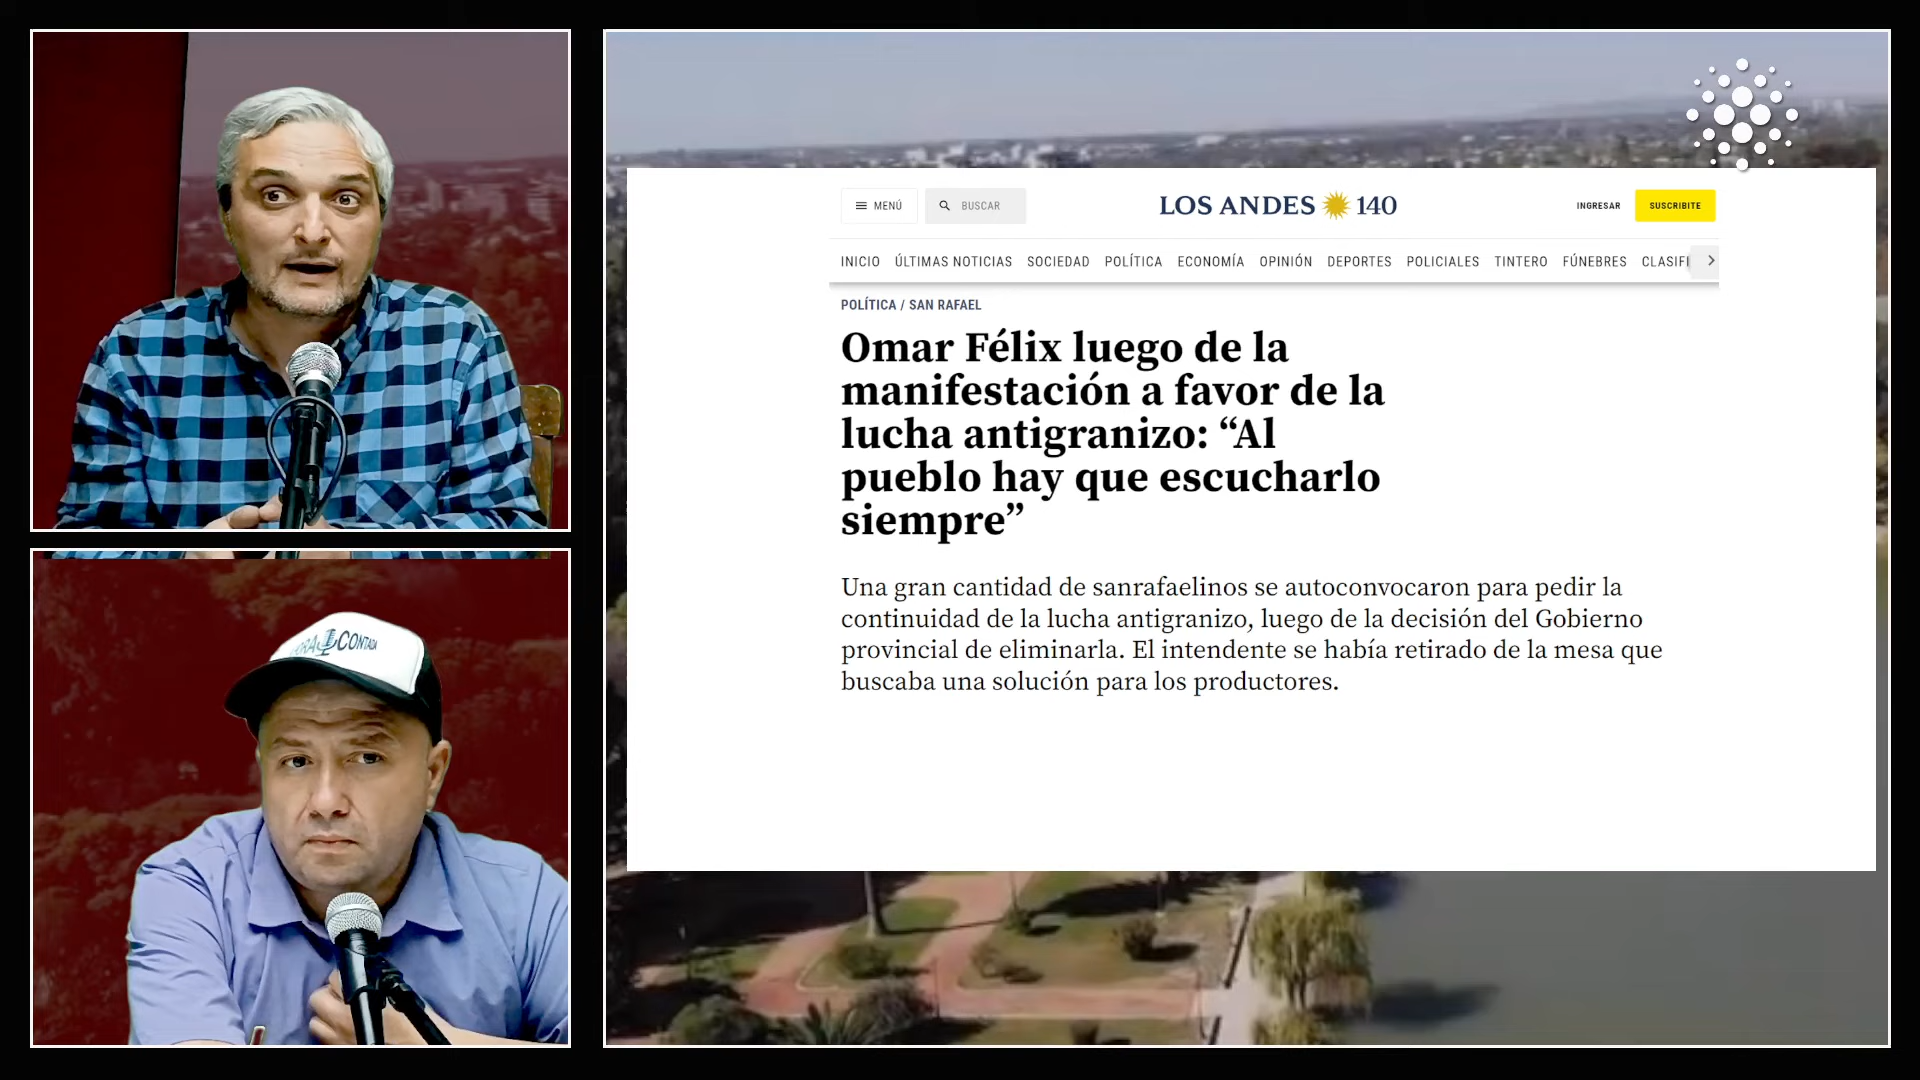 CONTADA
MENÚ
BUSCAR
LOS ANDES 140
INGRESAR
SUSCRIBITE
INICIO ÚLTIMAS NOTICIAS SOCIEDAD POLÍTICA ECONOMÍA OPINIÓN DEPORTES POLICIALES TINTERO FÚNEBRES CLASIFI
POLÍTICA / SAN RAFAEL
Omar Félix luego de la
manifestación a favor de la
lucha antigranizo: “Al
pueblo hay que escucharlo
siempre”
Una gran cantidad de sanrafaelinos se autoconvocaron para pedir la
continuidad de la lucha antigranizo, luego de la decisión del Gobierno
provincial de eliminarla. El intendente se había retirado de la mesa que
buscaba una solución para los productores.